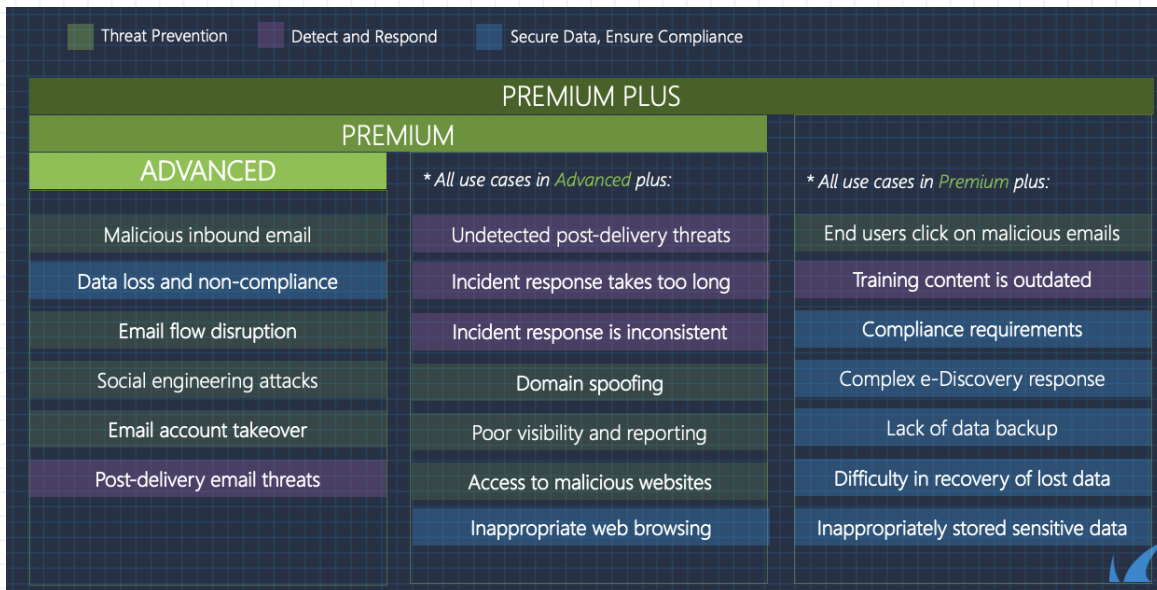 Threat Prevention
Detect and Respond
Secure Data, Ensure Compliance
PREMIUM PLUS
PREMIUM
ADVANCED
Malicious inbound email
Data loss and non-compliance
Email flow disruption
Social engineering attacks
Email account takeover
Post-delivery email threats
* All use cases in Advanced plus:
Undetected post-delivery threats
Incident response takes too long
Incident response is inconsistent
Domain spoofing
Poor visibility and reporting
Access to malicious websites
Inappropriate web browsing
* All use cases in Premium plus:
End users click on malicious emails
Training content is outdated
Compliance requirements
Complex e-Discovery response
Lack of data backup
Difficulty in recovery of lost data
Inappropriately stored sensitive data